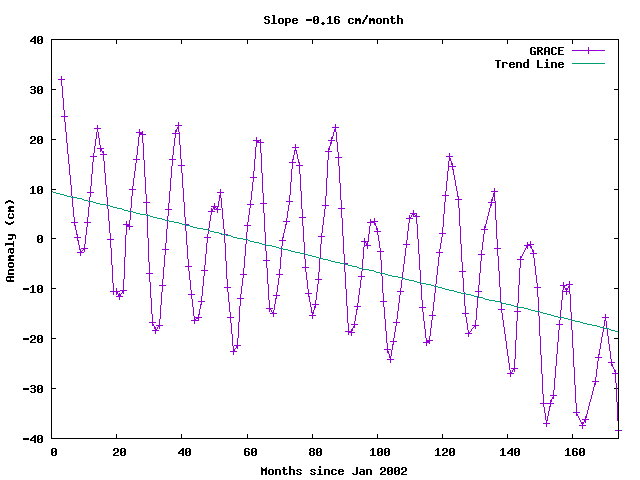 Slope -0.16 cm/month
GRACE
Trend Line
Anomaly (cm)
40
30
20
10
0
-10
-20
-30
-40
0 20 40 60 80 100 120 140 160
Months since Jan 2002